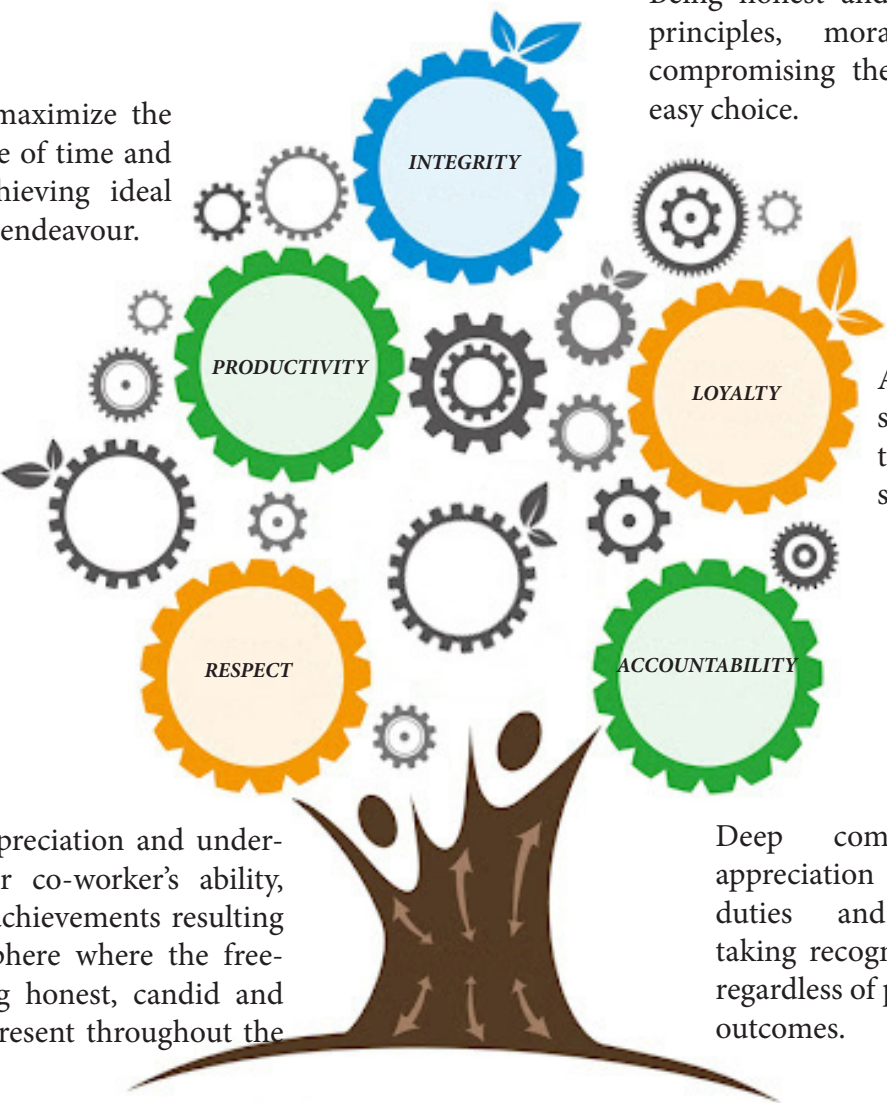 Being honest and
principles, mora
compromising the
easy choice.
maximize the
e of time and
hieving ideal
endeavour.
INTEGRITY
PRODUCTIVITY
LOYALTY
A
s
t
s
RESPECT
ACCOUNTABILITY
preciation and under-
r co-worker's ability,
achievements resulting
phere where the free-
g honest, candid and
resent throughout the
Deep com
appreciation
duties and
taking recogn
regardless of p
outcomes.